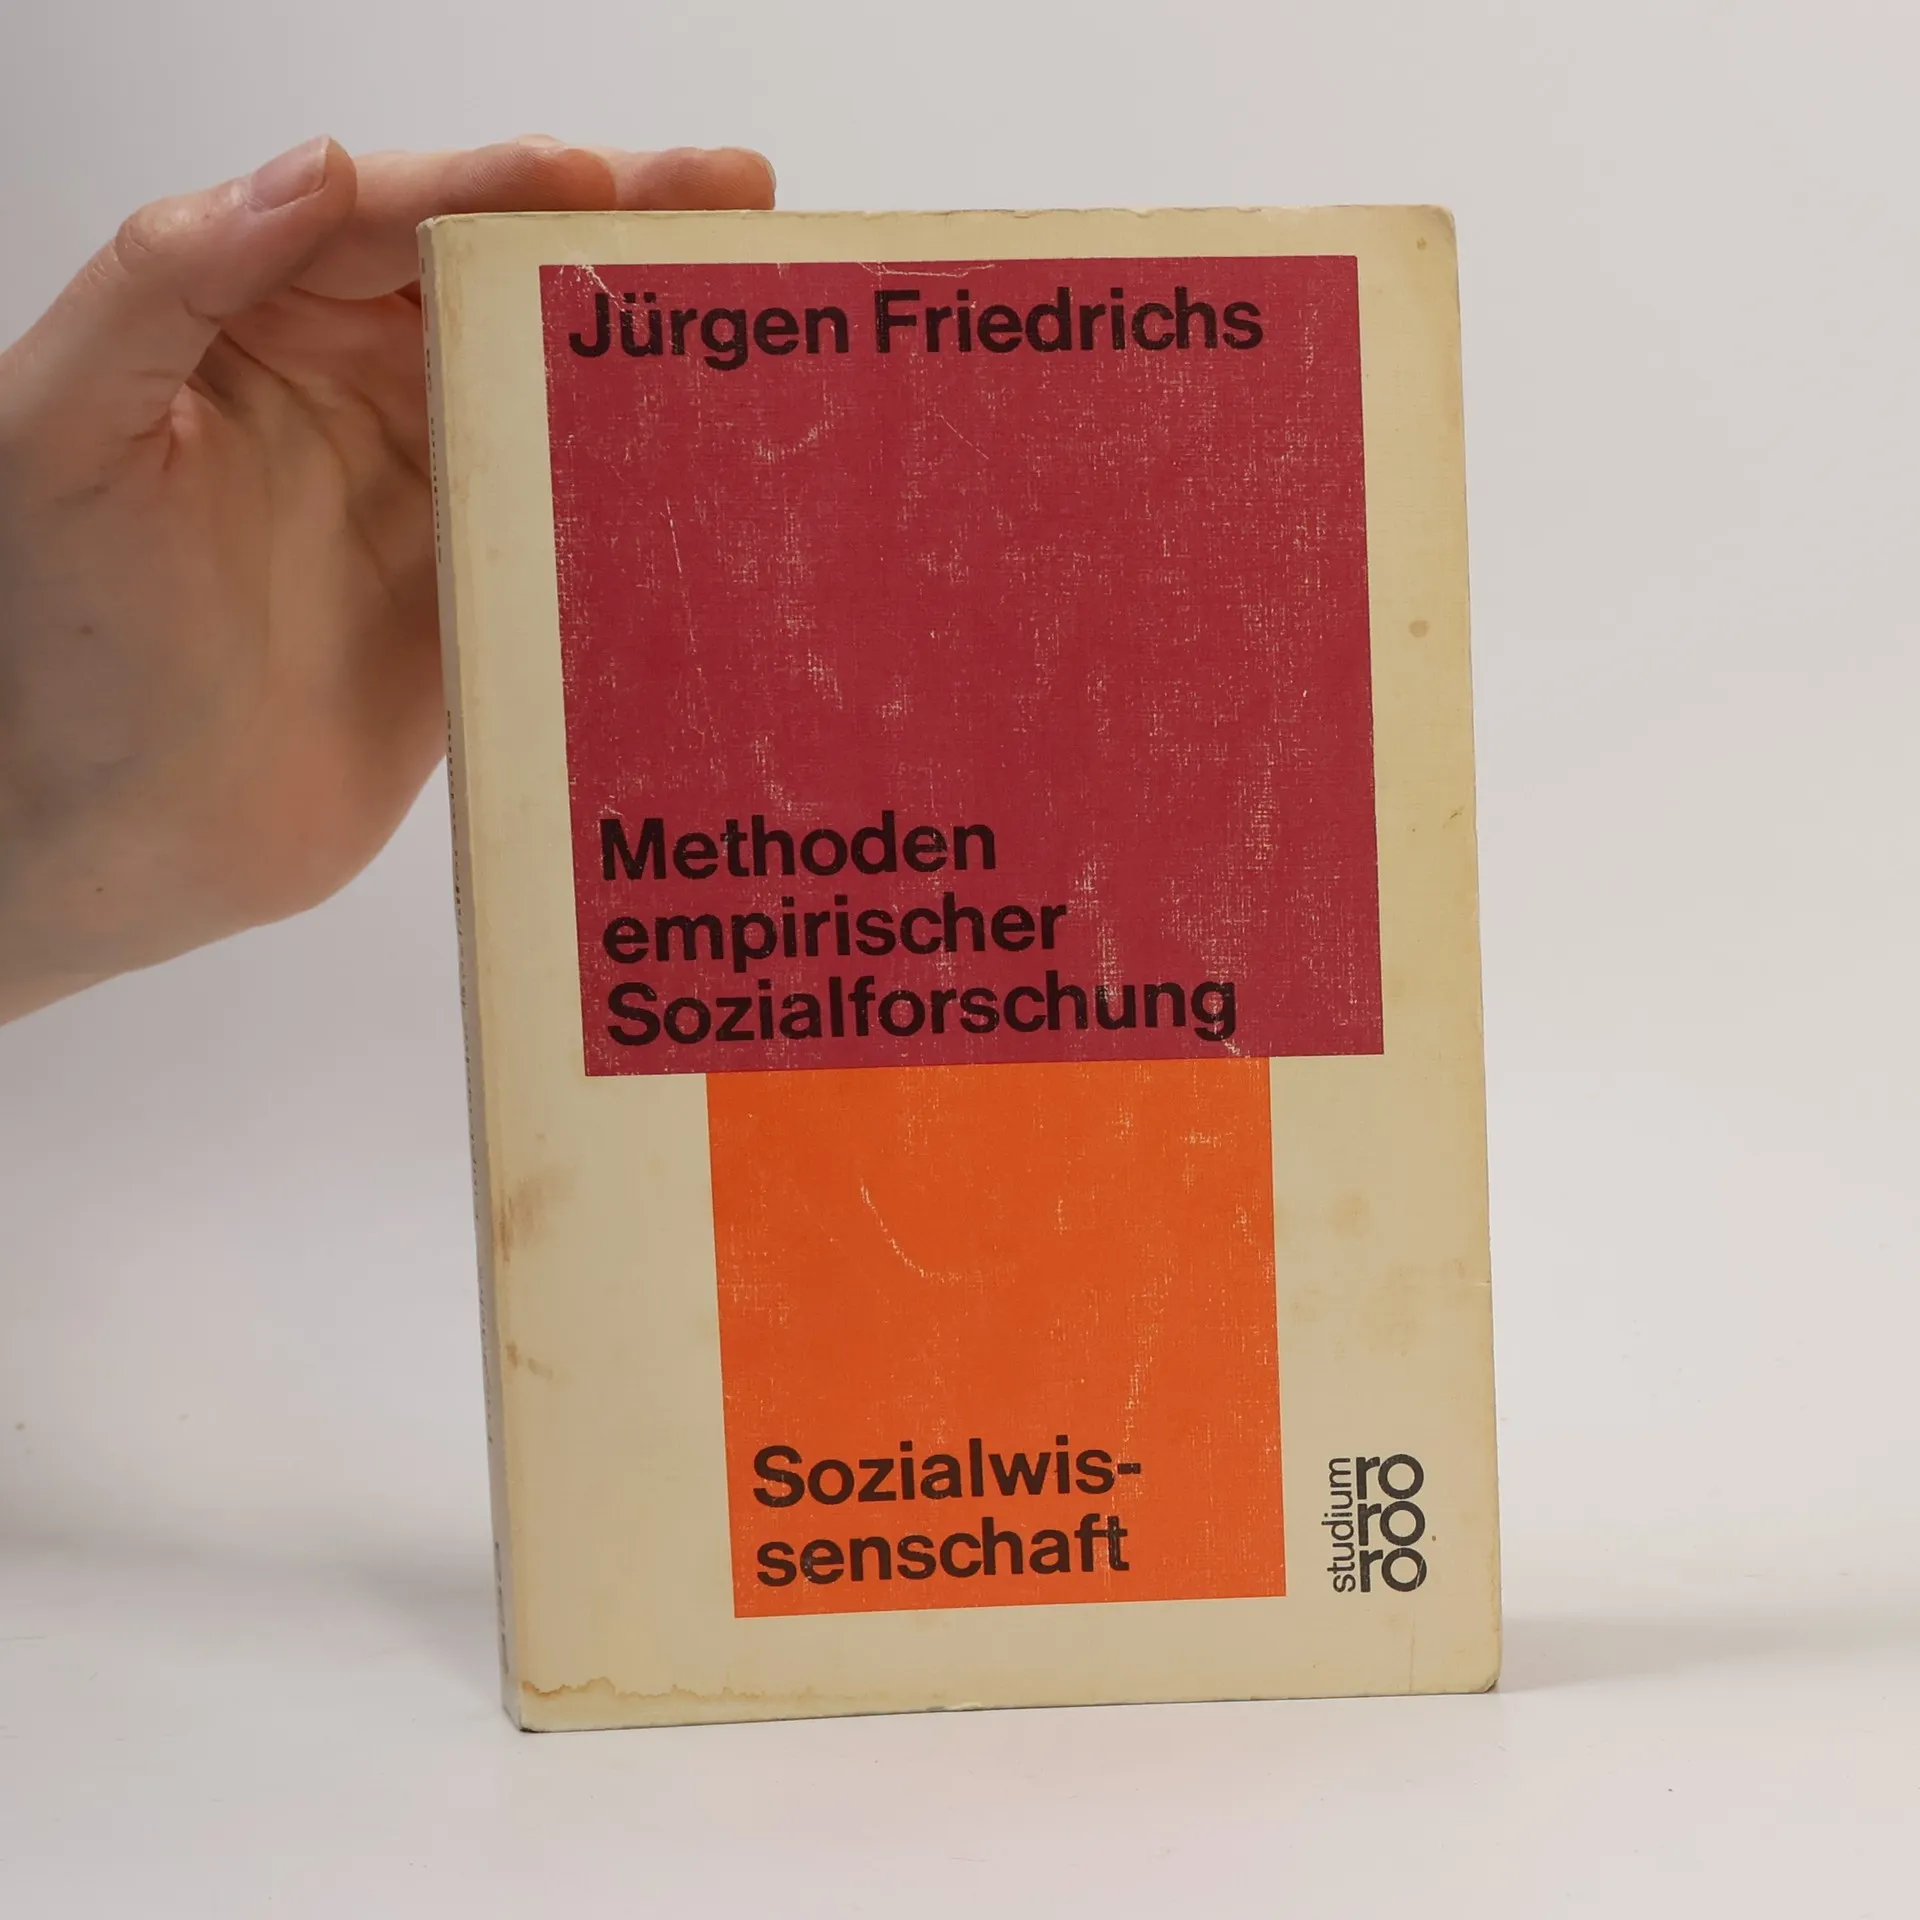 Jürgen Friedrichs
Methoden
empirischer
Sozialforschung
Sozialwis-
senschaft
studium
ro
ro
ro